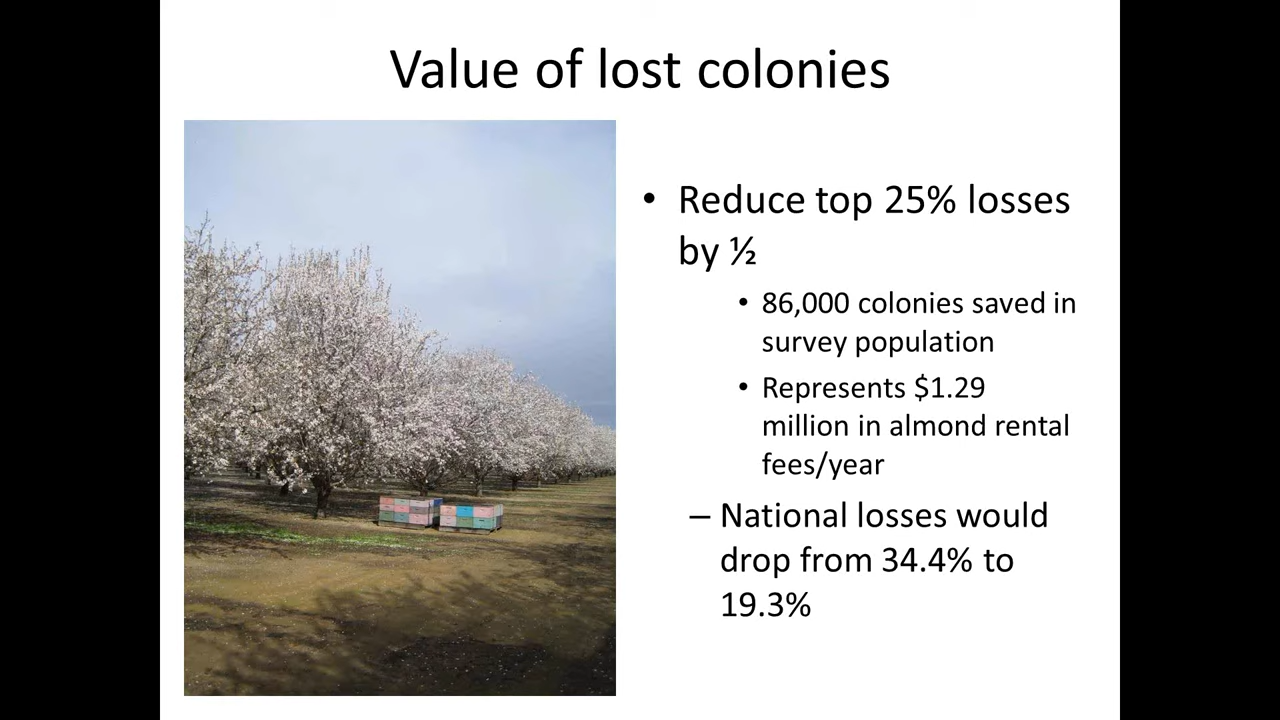 Value of lost colonies
• Reduce top 25% losses
by ½
• 86,000 colonies saved in
survey population
• Represents $1.29
million in almond rental
fees/year
– National losses would
drop from 34.4% to
19.3%